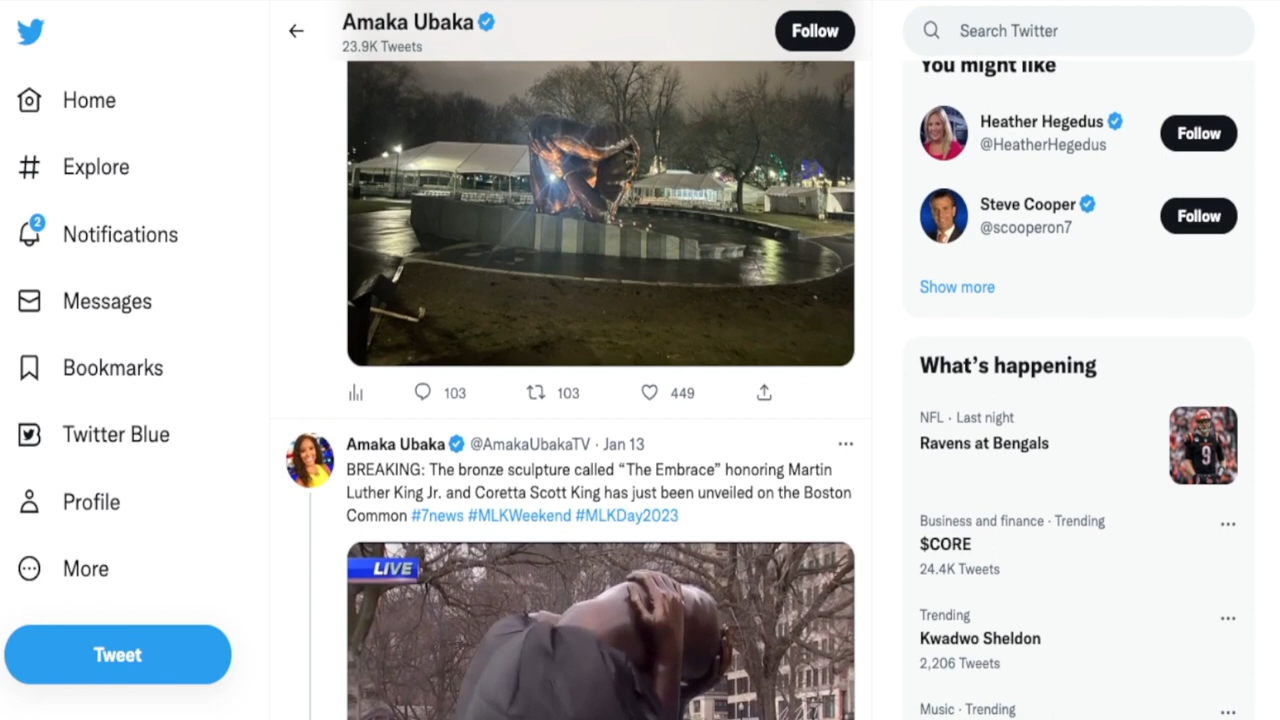 Home
Explore
2
Notifications
Messages
Bookmarks
Twitter Blue
Profile
More
Tweet
Amaka Ubaka
23.9K Tweets
Follow
103
103
449
Amaka Ubaka @AmakaUbakaTV · Jan 13
BREAKING: The bronze sculpture called “The Embrace” honoring Martin
Luther King Jr. and Coretta Scott King has just been unveiled on the Boston
Common #7news #MLKWeekend #MLKDay2023
LIVE
Search Twitter
You might like
Heather Hegedus
@HeatherHegedus
Follow
Steve Cooper
@scooperon7
Follow
Show more
What’s happening
NFL · Last night
Ravens at Bengals
9
Business and finance · Trending
$CORE
24.4K Tweets
Trending
Kwadwo Sheldon
2,206 Tweets
Music · Trending